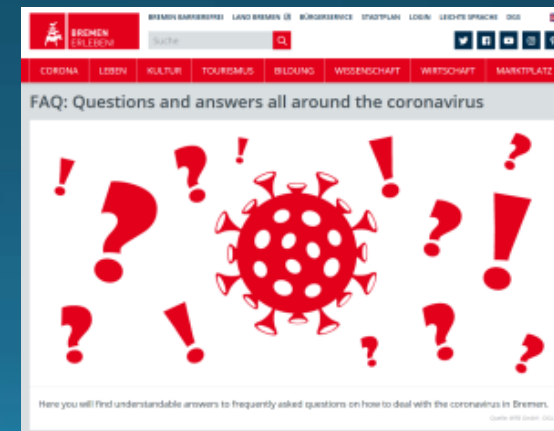 BREMEN BARRIEREFREI LAND BREMEN BÜRGERSERVICE STADTPLAN LOGIN LEICHTE SPRACHE DGS
BREMEN
ERLEBEN!
Suche
CORONA LEBEN KULTUR TOURISMUS BILDUNG WISSENSCHAFT WIRTSCHAFT MARKTPLATZ
FAQ: Questions and answers all around the coronavirus
Here you will find understandable answers to frequently asked questions on how to deal with the coronavirus in Bremen.